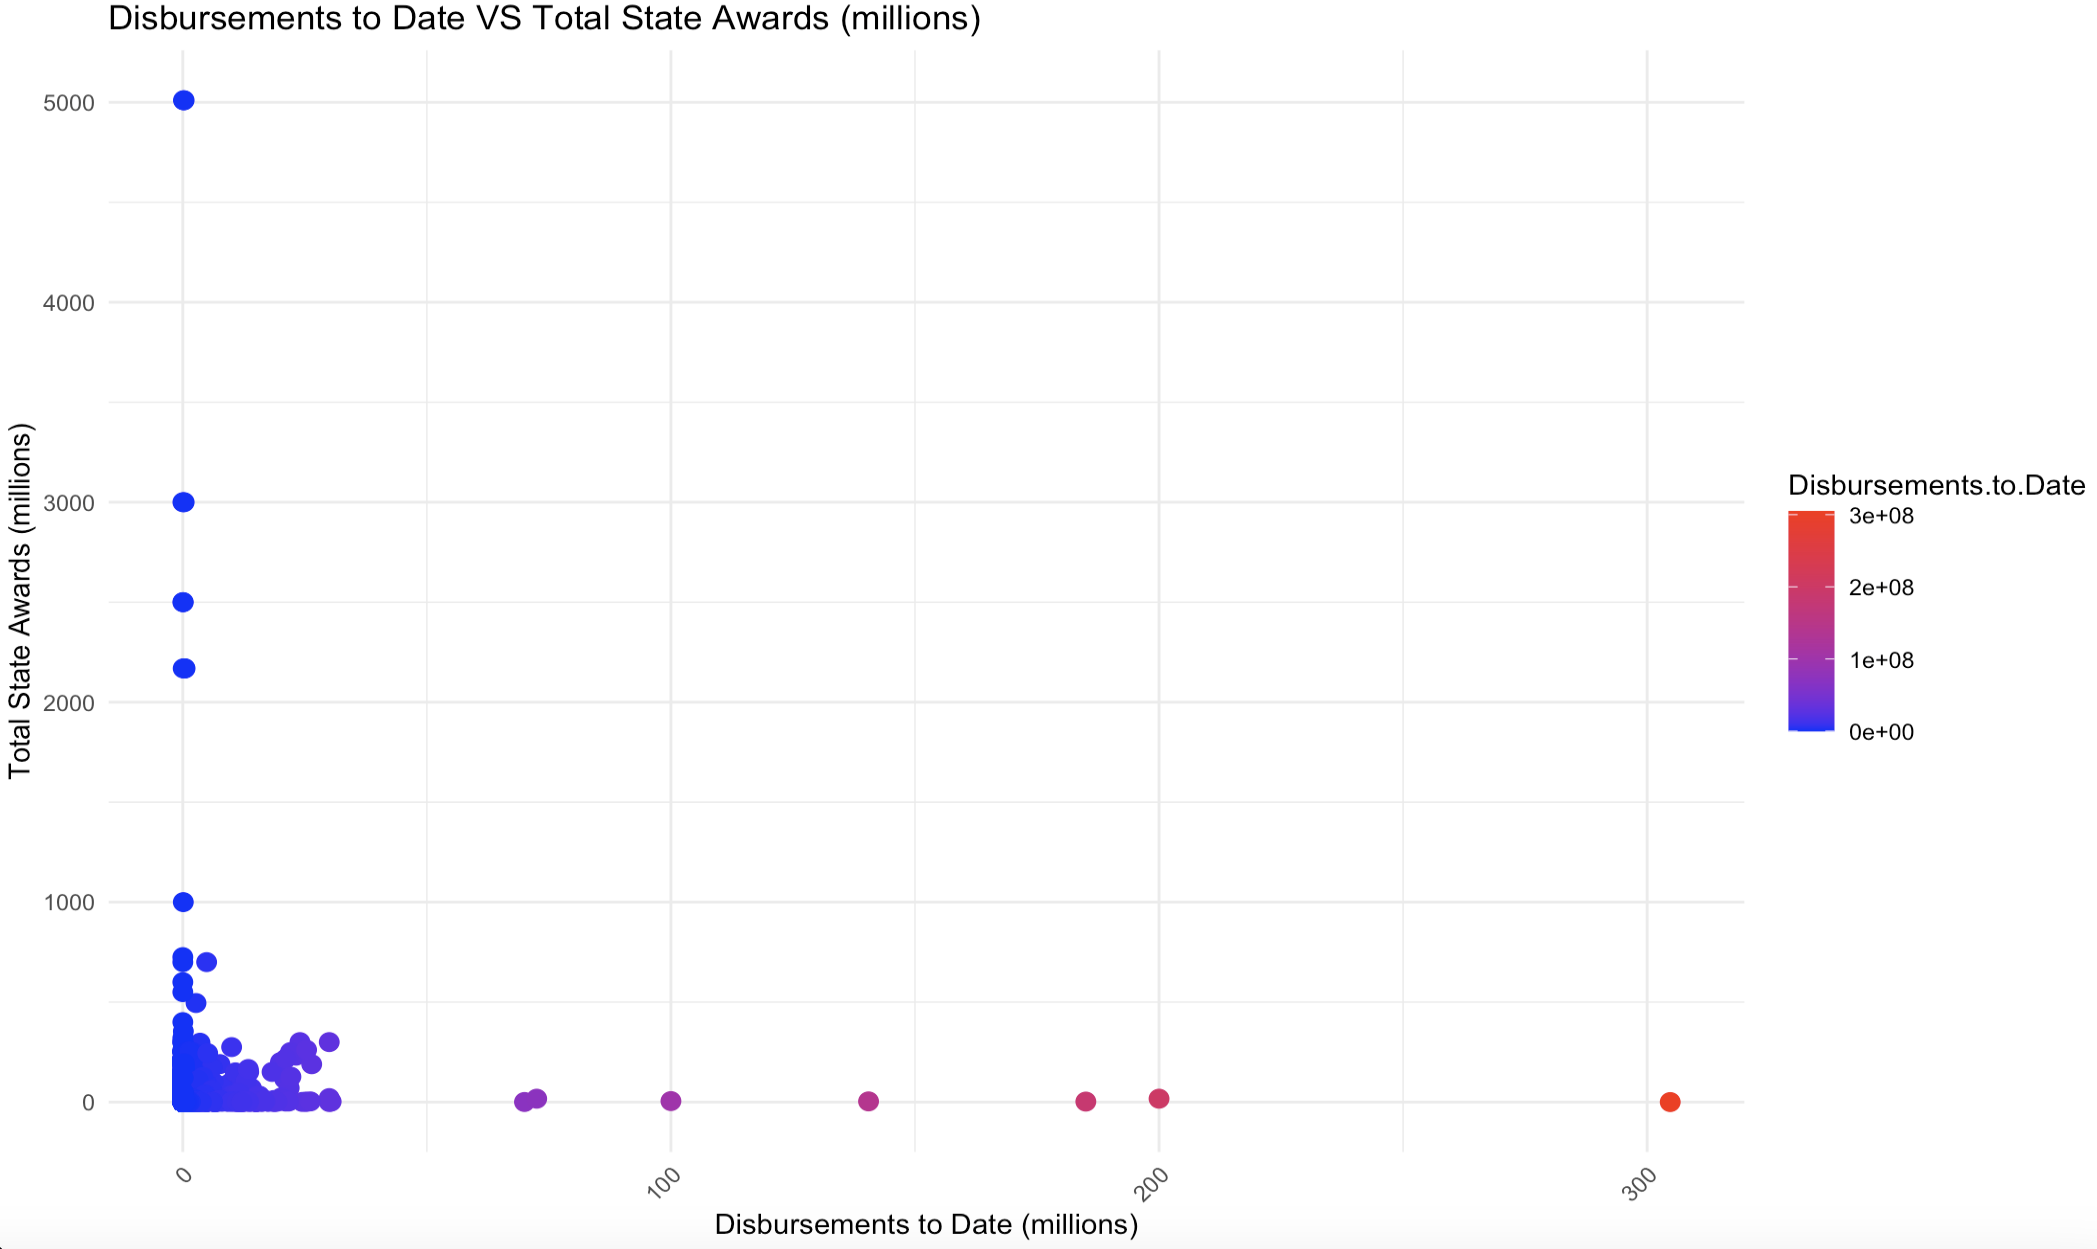 Disbursements to Date VS Total State Awards (millions)
5000
4000
3000
2000
1000
0
Total State Awards (millions)
0
100
200
300
Disbursements to Date (millions)
Disbursements.to.Date
3e+08
2e+08
1e+08
0e+00